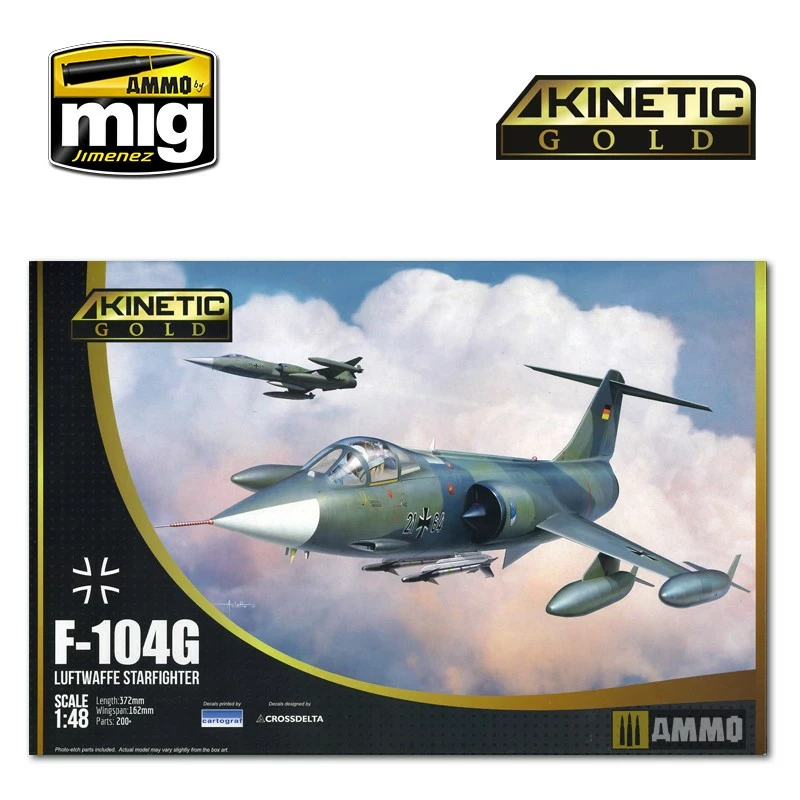 AMMO by
mig
Jimenez
KINETIC
GOLD
KINETIC
GOLD
21 64
F-104G
LUFTWAFFE STARFIGHTER
SCALE
1:48
Length:372mm
Wingspan:162mm
Parts: 200+
Decals printed by
cartograf
Decals designed by
CROSSDELTA
Photo-etch parts included. Actual model may vary slightly from the box art.
AMMO